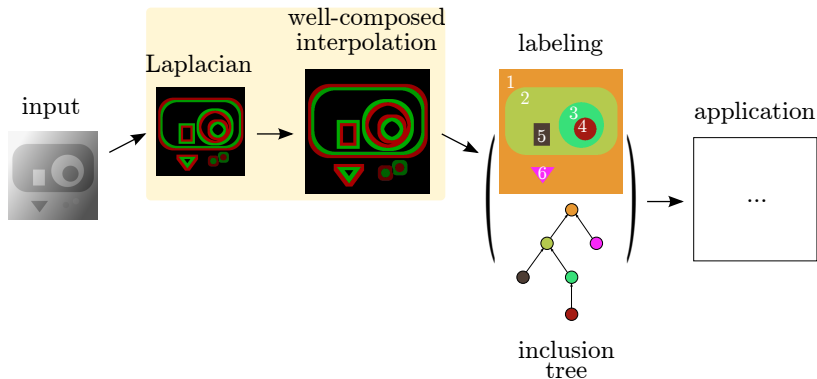 input
Laplacian
well-composed
interpolation
labeling
1
2
3
4
5
6
inclusion
tree
application
...